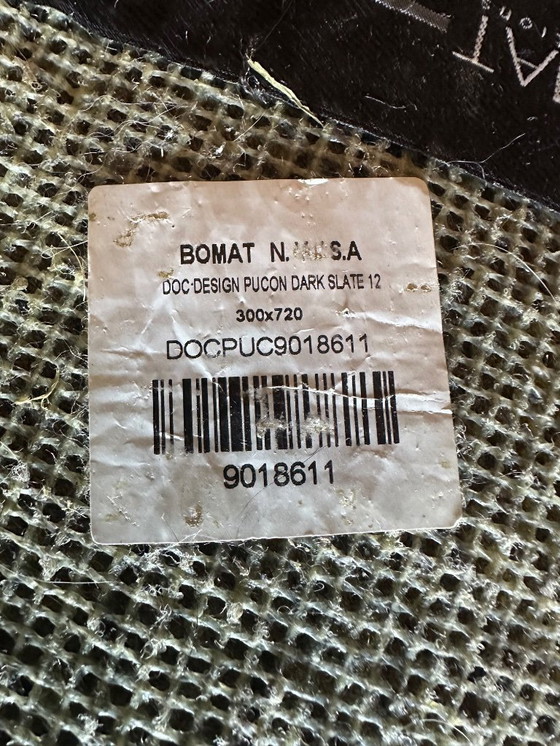 BOMAT N. S.A
DOC-DESIGN PUCON DARK SLATE 12
300x720
DOCPUC9018611
9018611